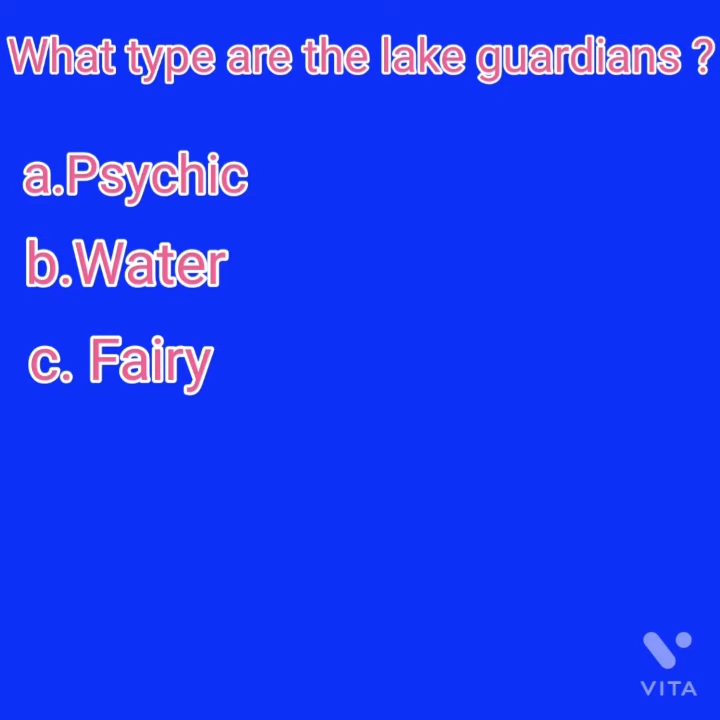 What type are the lake guardians ?
a.Psychic
b.Water
c. Fairy
VITA